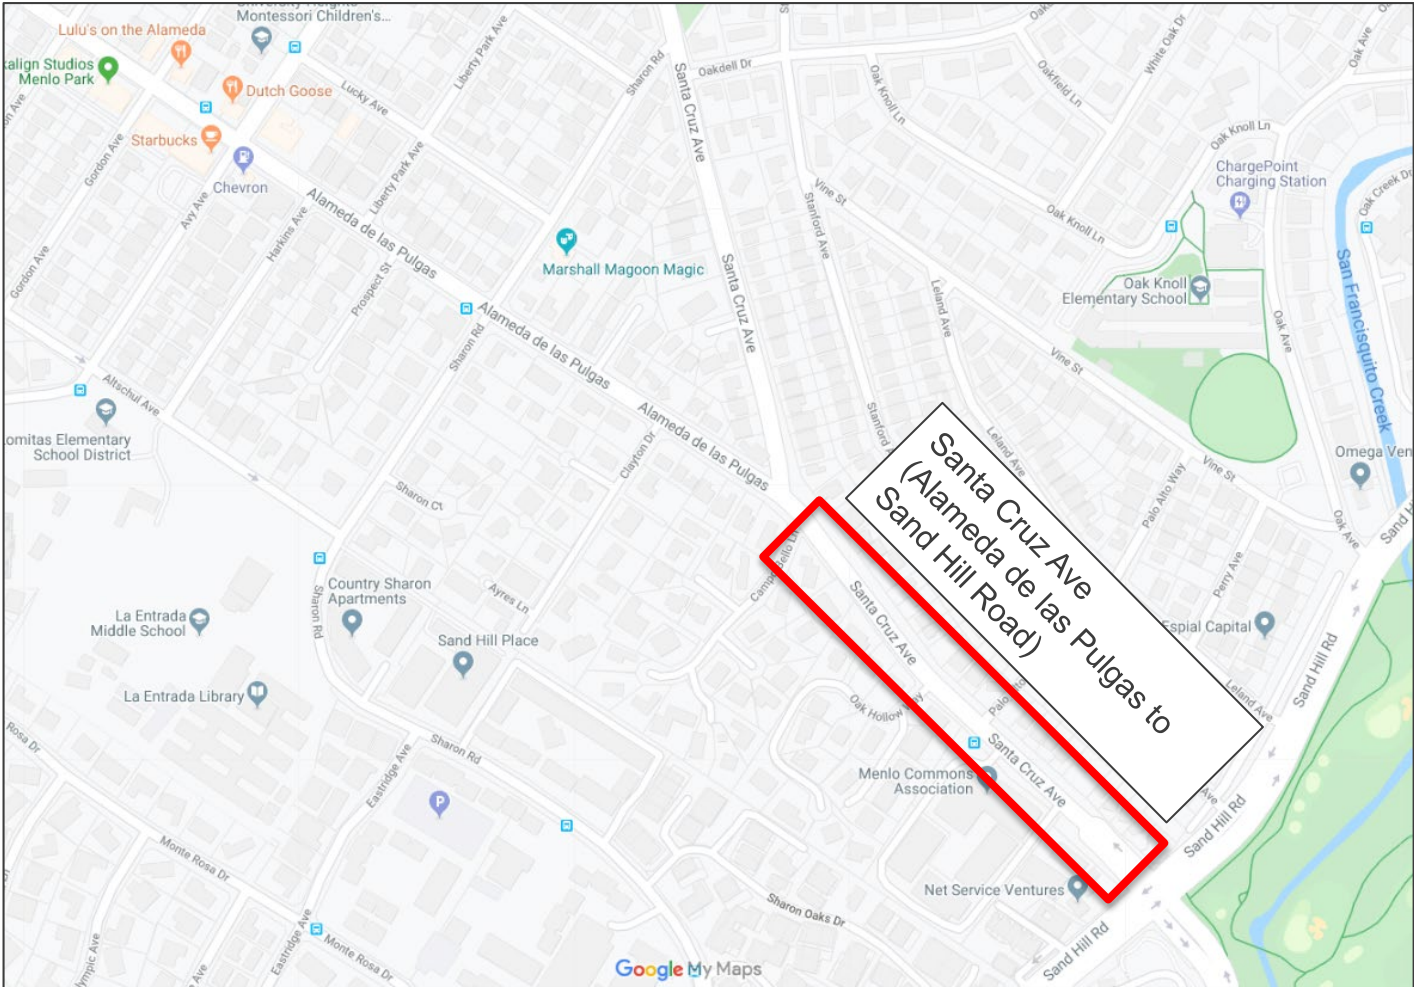 Montessori Children's...
Lulu's on the Alameda
align Studios
Menlo Park
Dutch Goose
Starbucks
Chevron
Lucky Ave
Liberty Park Ave
Sharon Rd
Santa Cruz Ave
Oakdell Dr
Oak Knoll Ln
Oakfield Ln
White Oak Dr
Oak Ave
Gordon Ave
Avy Ave
Harkins Ave
Liberty Park Ave
Prospect St
Gordon Ave
Alameda de las Pulgas
Marshall Magoon Magic
Vine St
Stanford Ave
Oak Knoll Ln
Oak Knoll Ln
ChargePoint
Charging Station
Oak Creek Dr
San Francisquito Creek
Oak Knoll
Elementary School
Oak Ave
Leland Ave
Santa Cruz Ave
Sharon Rd
Alameda de las Pulgas
Vine St
Altschul Ave
omitas Elementary
School District
Clayton Dr
Alameda de las Pulgas
Stanford
Leland Ave
Vine St
Palo Alto Way
Omega Ven
Oak Ave
Sand H
Sharon Ct
Santa Cruz Ave
(Alameda de las Pulgas to
Sand Hill Road)
Bello Ln
Perry Ave
Country Sharon
Apartments
Sharon Rd
Ayres Ln
La Entrada
Middle School
Sand Hill Place
Santa Cruz Ave
Espial Capital
Sand Hill Rd
La Entrada Library
Oak Hollow
Leland Ave
Rosa Dr
Sharon Rd
Eastridge Ave
Menlo Commons
Association
Santa Cruz Ave
Ave
Sand Hill Rd
P
Monte Rosa Dr
Net Service Ventures
Sharon Oaks Dr
Sand Hill Rd
Eastridge Ave
Monte Rosa Dr
Ave
Google My Maps